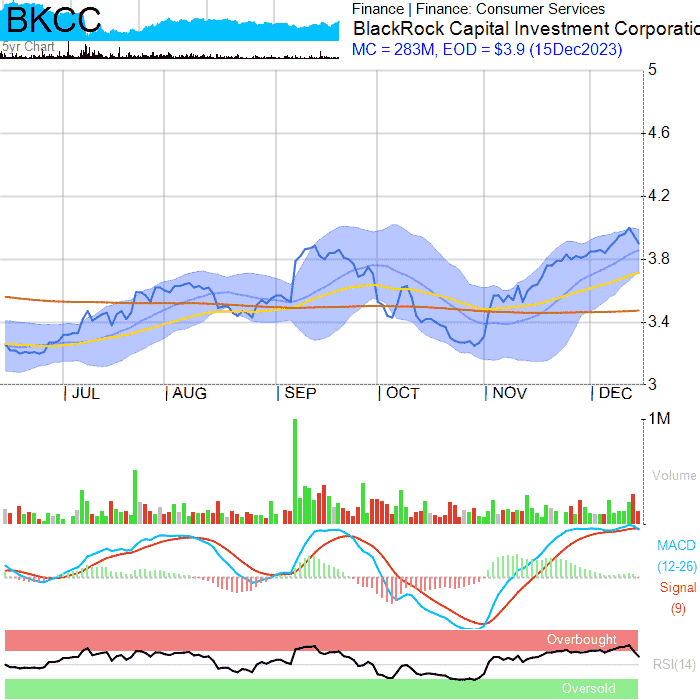 BKCC
5yr Chart
Finance | Finance: Consumer Services
BlackRock Capital Investment Corporatio
MC = 283M, EOD = $3.9 (15Dec2023)
5
4.6
4.2
3.8
3.4
3
JUL AUG SEP OCT NOV DEC
1M
Volume
MACD
(12-26)
Signal
(9)
Overbought
RSI(14)
Oversold